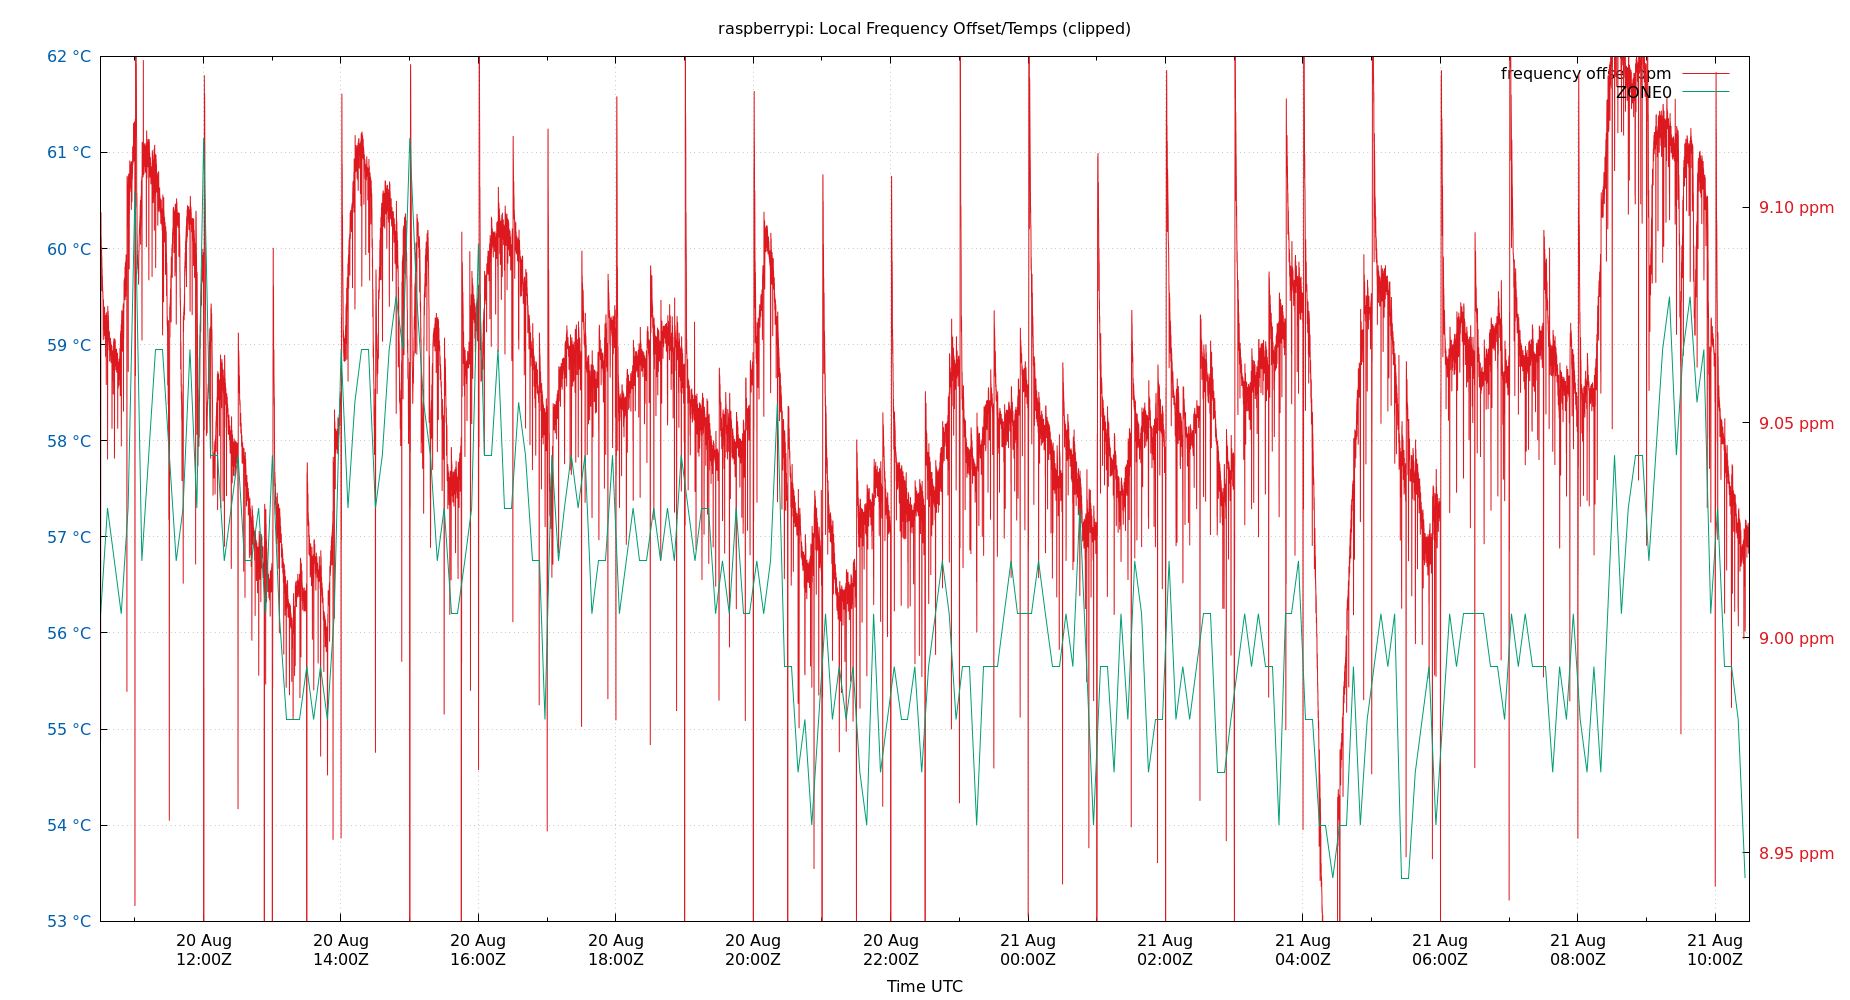 raspberrypi: Local Frequency Offset/Temps (clipped)
62 °C
61 °C
60 °C
59 °C
58 °C
57 °C
56 °C
55 °C
54 °C
53 °C
frequency offset ppm
ZONE0
9.10 ppm
9.05 ppm
9.00 ppm
8.95 ppm
20 Aug 20 Aug 20 Aug 20 Aug 20 Aug 20 Aug 21 Aug 21 Aug 21 Aug 21 Aug 21 Aug 21 Aug
12:00Z 14:00Z 16:00Z 18:00Z 20:00Z 22:00Z 00:00Z 02:00Z 04:00Z 06:00Z 08:00Z 10:00Z
Time UTC